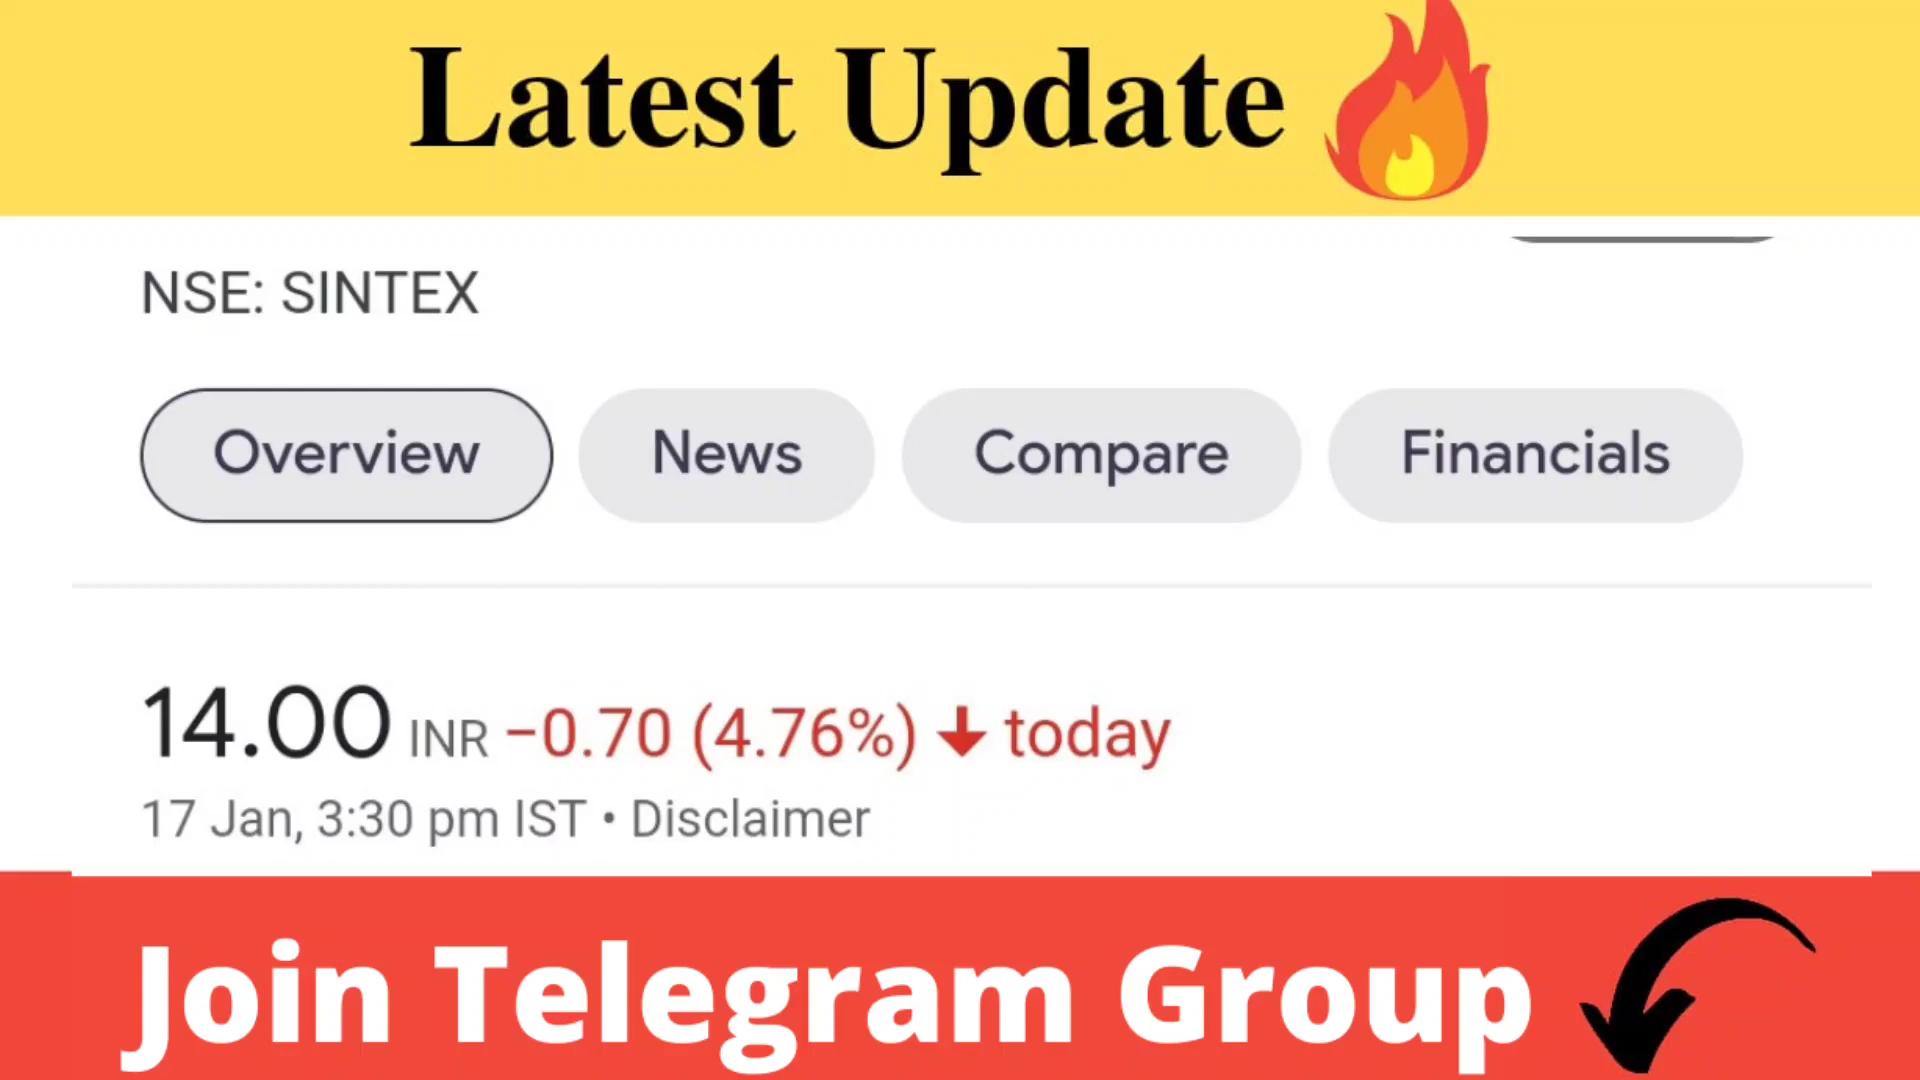 Latest Update
NSE: SINTEX
Overview News Compare Financials
14.00 INR −0.70 (4.76%) ↓ today
17 Jan, 3:30 pm IST • Disclaimer
Join Telegram Group